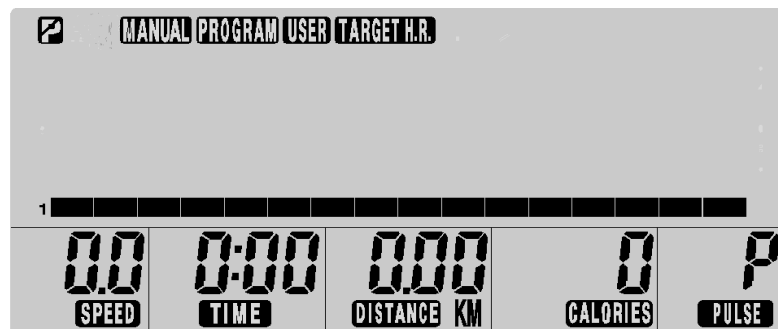 P MANUAL PROGRAM USER TARGET H.R.
1
0.0 0:00 0.00 0 P
SPEED TIME DISTANCE KM CALORIES PULSE